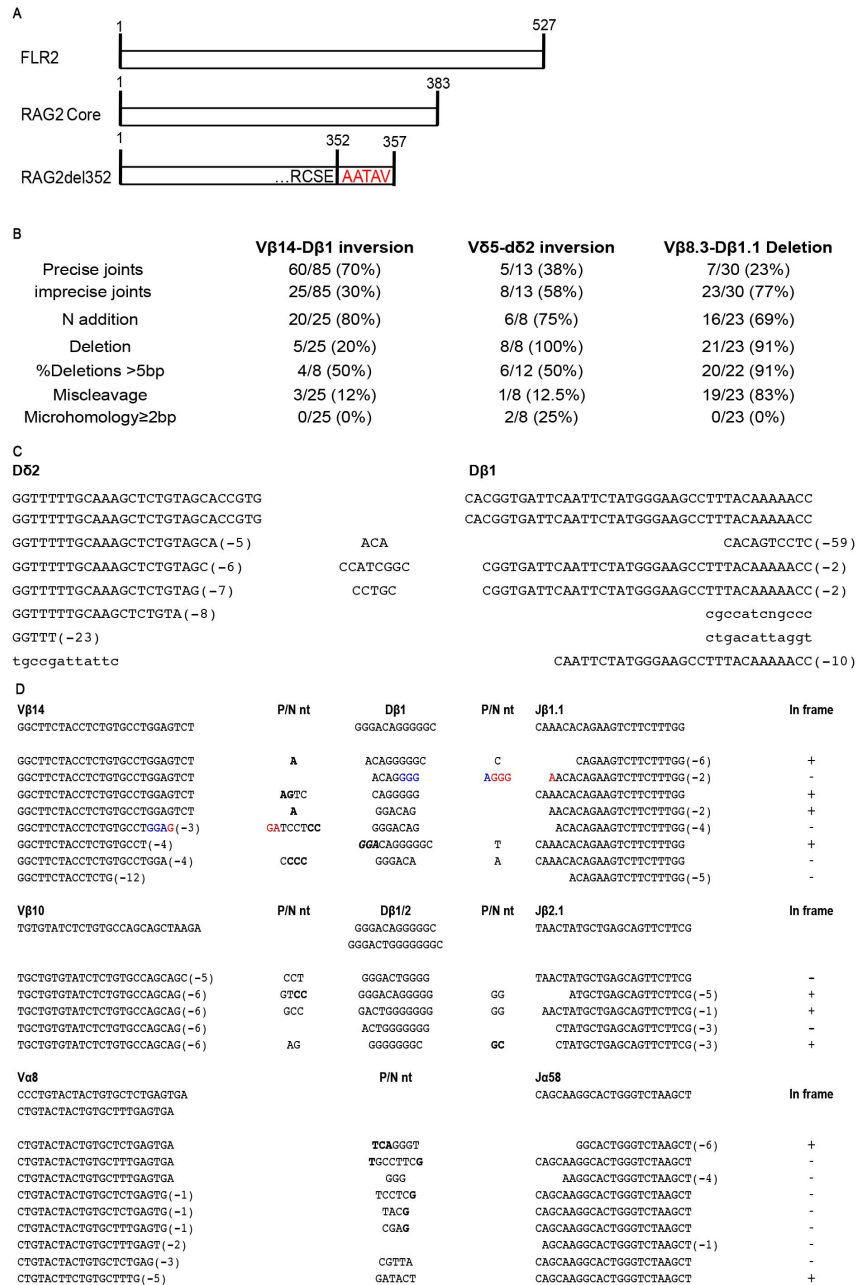 A
1 527
FLR2
1 383
RAG2 Core
1 352 357
RAG2del352 ...RCSE AATAV
B
Vβ14-Dβ1 inversion Vδ5-dδ2 inversion Vβ8.3-Dβ1.1 Deletion
Precise joints 60/85 (70%) 5/13 (38%) 7/30 (23%)
imprecise joints 25/85 (30%) 8/13 (58%) 23/30 (77%)
N addition 20/25 (80%) 6/8 (75%) 16/23 (69%)
Deletion 5/25 (20%) 8/8 (100%) 21/23 (91%)
%Deletions >5bp 4/8 (50%) 6/12 (50%) 20/22 (91%)
Miscleavage 3/25 (12%) 1/8 (12.5%) 19/23 (83%)
Microhomology≥2bp 0/25 (0%) 2/8 (25%) 0/23 (0%)
C
Dδ2 Dβ1
GGTTTTTGCAAAGCTCTGTAGCACCGTG CACGGTGATTCAATTCTATGGGAAGCCTTTACAAAAACC
GGTTTTTGCAAAGCTCTGTAGCACCGTG CACGGTGATTCAATTCTATGGGAAGCCTTTACAAAAACC
GGTTTTTGCAAAGCTCTGTAGCA(-5) ACA CACAGTCCTC(-59)
GGTTTTTGCAAAGCTCTGTAGC(-6) CCATCGGC CGGTGATTCAATTCTATGGGAAGCCTTTACAAAAACC(-2)
GGTTTTTGCAAAGCTCTGTAG(-7) CCTGC CGGTGATTCAATTCTATGGGAAGCCTTTACAAAAACC(-2)
GGTTTTTGCAAGCTCTGTA(-8) cgccatcngccc
GGTTT(-23) ctgacattaggt
tgccgattattc CAATTCTATGGGAAGCCTTTACAAAAACC(-10)
D
Vβ14 P/N nt Dβ1 P/N nt Jβ1.1 In frame
GGCTTCTACCTCTGTGCCTGGAGTCT GGGACAGGGGGC CAAACACAGAAGTCTTCTTTGG
GGCTTCTACCTCTGTGCCTGGAGTCT A ACAGGGGGC C CAGAAGTCTTCTTTGG(-6) +
GGCTTCTACCTCTGTGCCTGGAGTCT ACAGGGG AGGG AACACAGAAGTCTTCTTTGG(-2) -
GGCTTCTACCTCTGTGCCTGGAGTCT AGTC CAGGGGG CAAACACAGAAGTCTTCTTTGG +
GGCTTCTACCTCTGTGCCTGGAGTCT A GGACAG AACACAGAAGTCTTCTTTGG(-2) +
GGCTTCTACCTCTGTGCCTGGAG(-3) GATCCTCC GGGACAG ACACAGAAGTCTTCTTTGG(-4) -
GGCTTCTACCTCTGTGCCT(-4) GGACAGGGGGC T CAAACACAGAAGTCTTCTTTGG +
GGCTTCTACCTCTGTGCCTGGA(-4) CCCC GGGACA A CAAACACAGAAGTCTTCTTTGG -
GGCTTCTACCTCTG(-12) ACAGAAGTCTTCTTTGG(-5) -
Vβ10 P/N nt Dβ1/2 P/N nt Jβ2.1 In frame
TGTGTATCTCTGTGCCAGCAGCTAAGA GGGACAGGGGGC TAACTATGCTGAGCAGTTCTTCG
GGGACTGGGGGGGC
TGCTGTGTATCTCTGTGCCAGCAGC(-5) CCT GGGACTGGGG TAACTATGCTGAGCAGTTCTTCG -
TGCTGTGTATCTCTGTGCCAGCAG(-6) GTCC GGGACAGGGGG GG ATGCTGAGCAGTTCTTCG(-5) +
TGCTGTGTATCTCTGTGCCAGCAG(-6) GCC GACTGGGGGGG GG AACTATGCTGAGCAGTTCTTCG(-1) +
TGCTGTGTATCTCTGTGCCAGCAG(-6) ACTGGGGGGG CTATGCTGAGCAGTTCTTCG(-3) -
TGCTGTGTATCTCTGTGCCAGCAG(-6) AG GGGGGGGC GC CTATGCTGAGCAGTTCTTCG(-3) +
Vα8 P/N nt Jα58 In frame
CCCTGTACTACTGTGCTCTGAGTGA CAGCAAGGCACTGGGTCTAAGCT
CTGTACTACTGTGCTTTGAGTGA
CTGTACTACTGTGCTCTGAGTGA TCAGGGT GGCACTGGGTCTAAGCT(-6) +
CTGTACTACTGTGCTTTGAGTGA TGCCTTCG CAGCAAGGCACTGGGTCTAAGCT -
CTGTACTACTGTGCTTTGAGTGA GGG AAGGCACTGGGTCTAAGCT(-4) -
CTGTACTACTGTGCTCTGAGTG(-1) TCCTCG CAGCAAGGCACTGGGTCTAAGCT -
CTGTACTACTGTGCTCTGAGTG(-1) TACG CAGCAAGGCACTGGGTCTAAGCT -
CTGTACTACTGTGCTTTGAGTG(-1) CGAG CAGCAAGGCACTGGGTCTAAGCT -
CTGTACTACTGTGCTTTGAGT(-2) AGCAAGGCACTGGGTCTAAGCT(-1) -
CTGTACTACTGTGCTCTGAG(-3) CGTTA CAGCAAGGCACTGGGTCTAAGCT -
CTGTACTTCTGTGCTTTG(-5) GATACT CAGCAAGGCACTGGGTCTAAGCT +